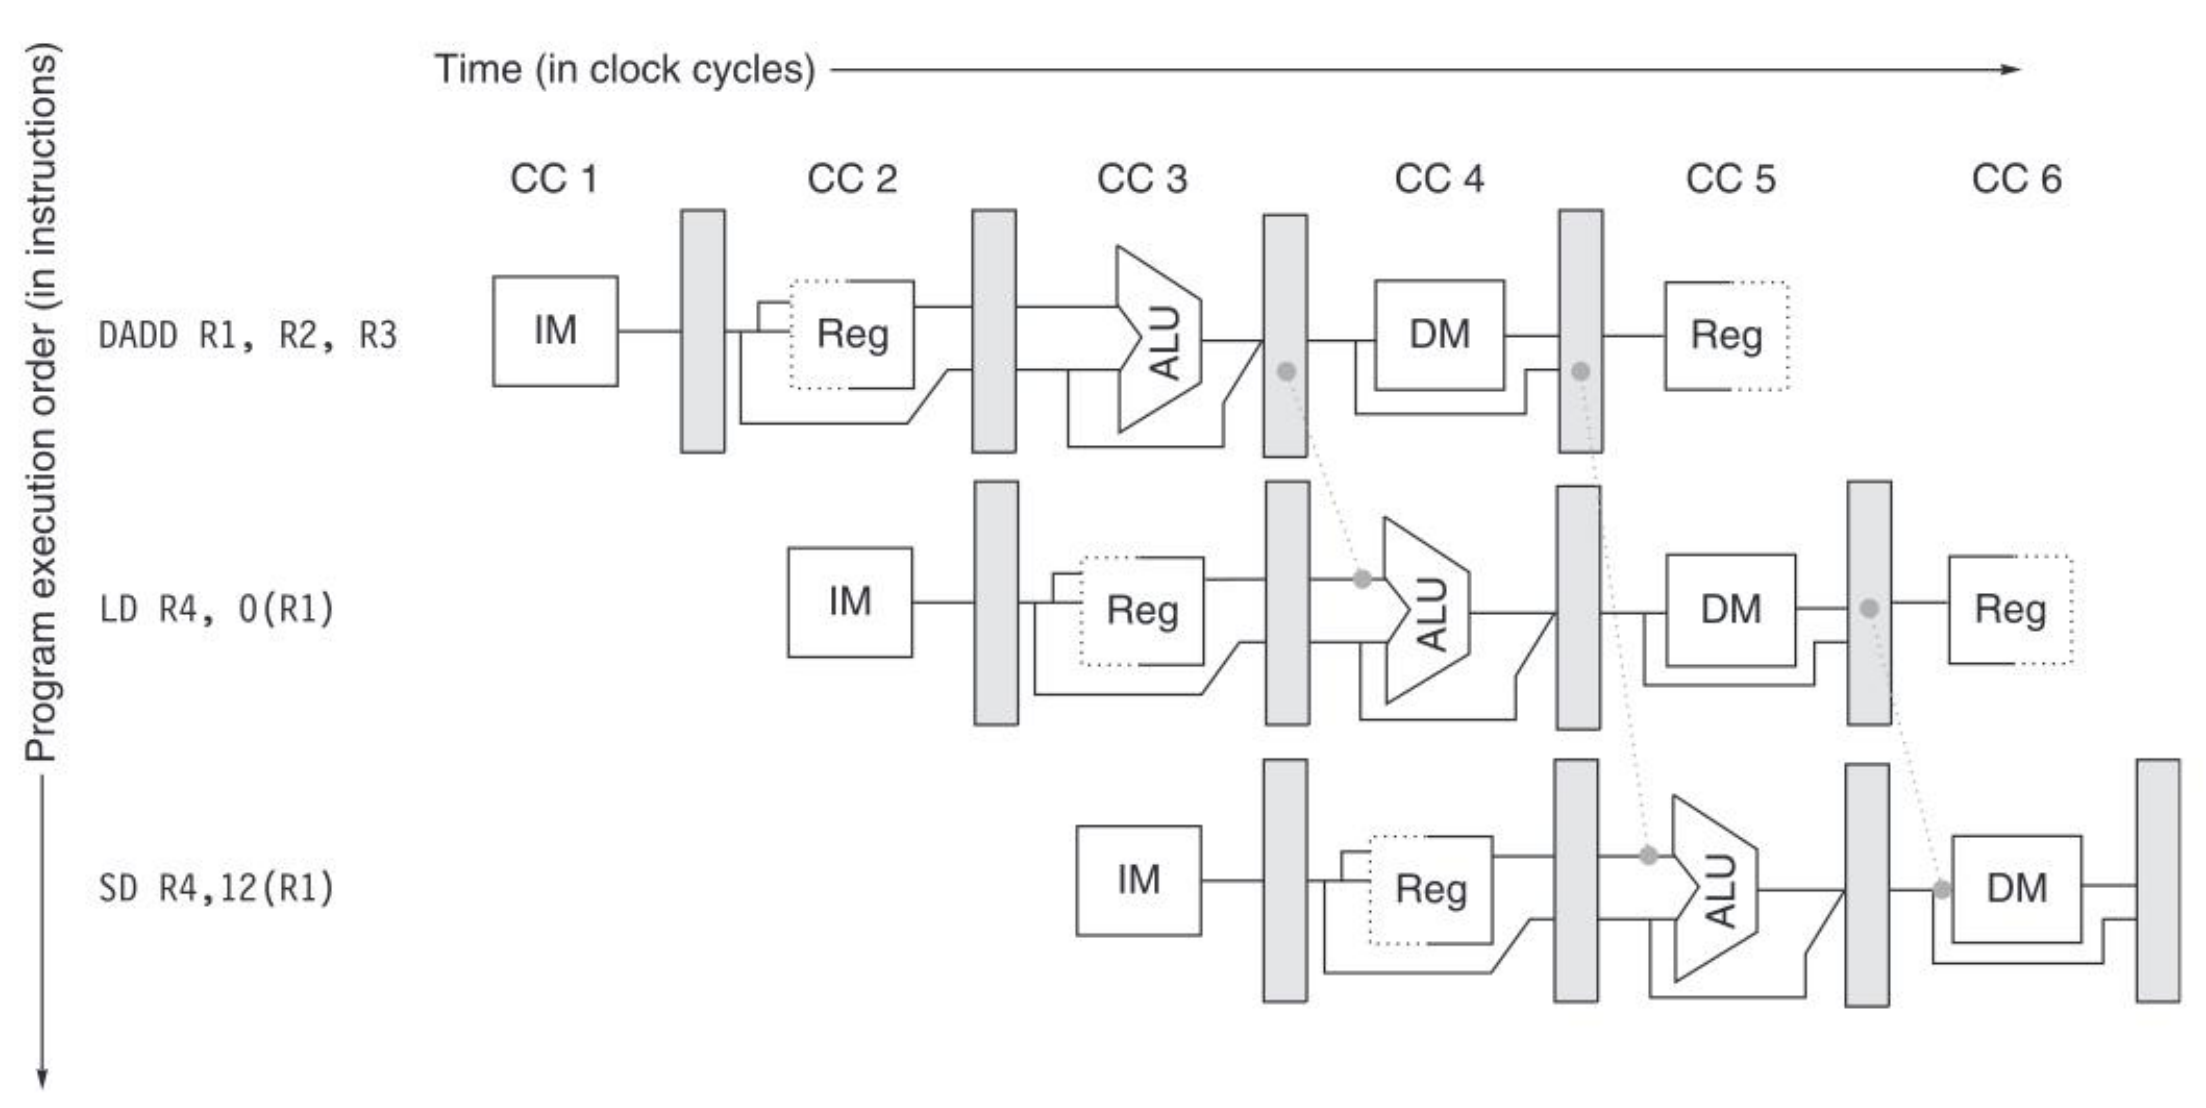 Time (in clock cycles)
Program execution order (in instructions)
CC 1 CC 2 CC 3 CC 4 CC 5 CC 6
DADD R1, R2, R3 IM Reg ALU DM Reg
LD R4, 0(R1) IM Reg ALU DM Reg
SD R4,12(R1) IM Reg ALU DM